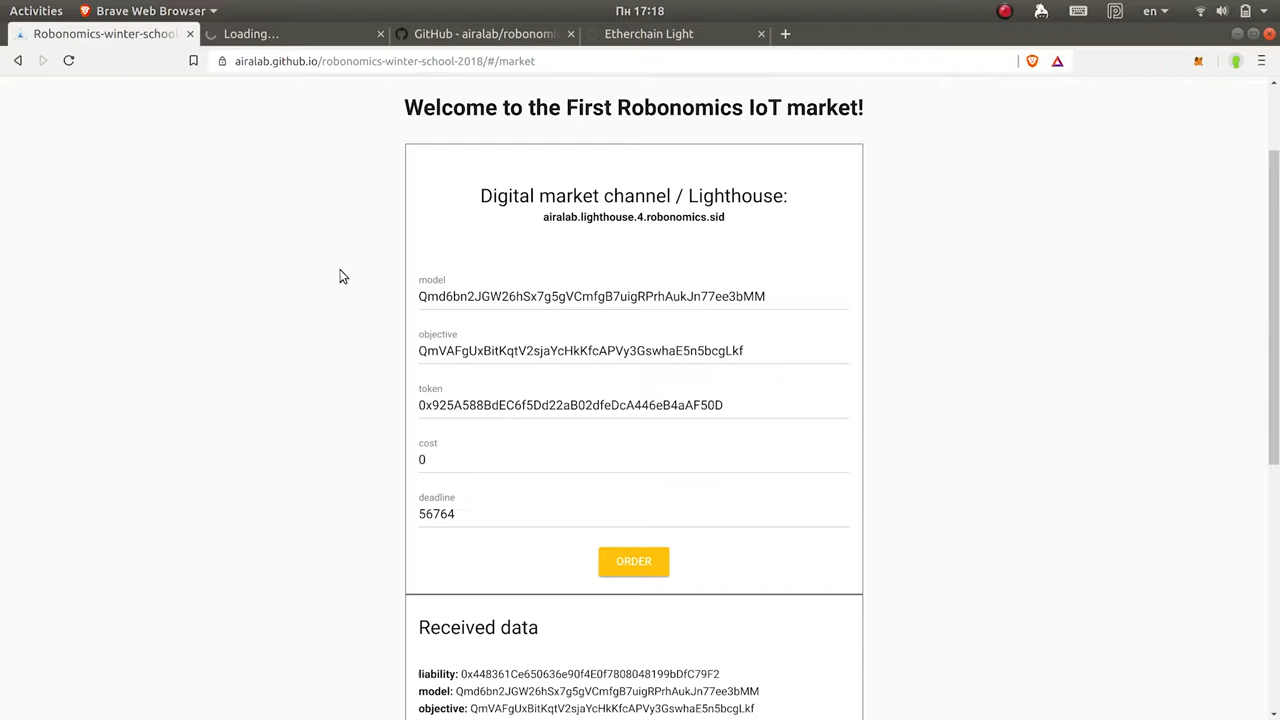 Activities Brave Web Browser Пн 17:18 en
Robonomics-winter-school Loading... GitHub - airalab/robonomi Etherchain Light
airalab.github.io/robonomics-winter-school-2018/#/market
Welcome to the First Robonomics IoT market!
Digital market channel / Lighthouse:
airalab.lighthouse.4.robonomics.sid
model
Qmd6bn2JGW26hSx7g5gVCmfgB7uigRPrhAukJn77ee3bMM
objective
QmVAFgUxBitKqtV2sjaYcHkKfcAPVy3GswhaE5n5bcgLkf
token
0x925A588BdEC6f5Dd22aB02dfeDcA446eB4aAF50D
cost
0
deadline
56764
ORDER
Received data
liability: 0x448361Ce650636e90f4E0f7808048199bDfC79F2
model: Qmd6bn2JGW26hSx7g5gVCmfgB7uigRPrhAukJn77ee3bMM
objective: QmVAFgUxBitKqtV2sjaYcHkKfcAPVy3GswhaE5n5bcgLkf